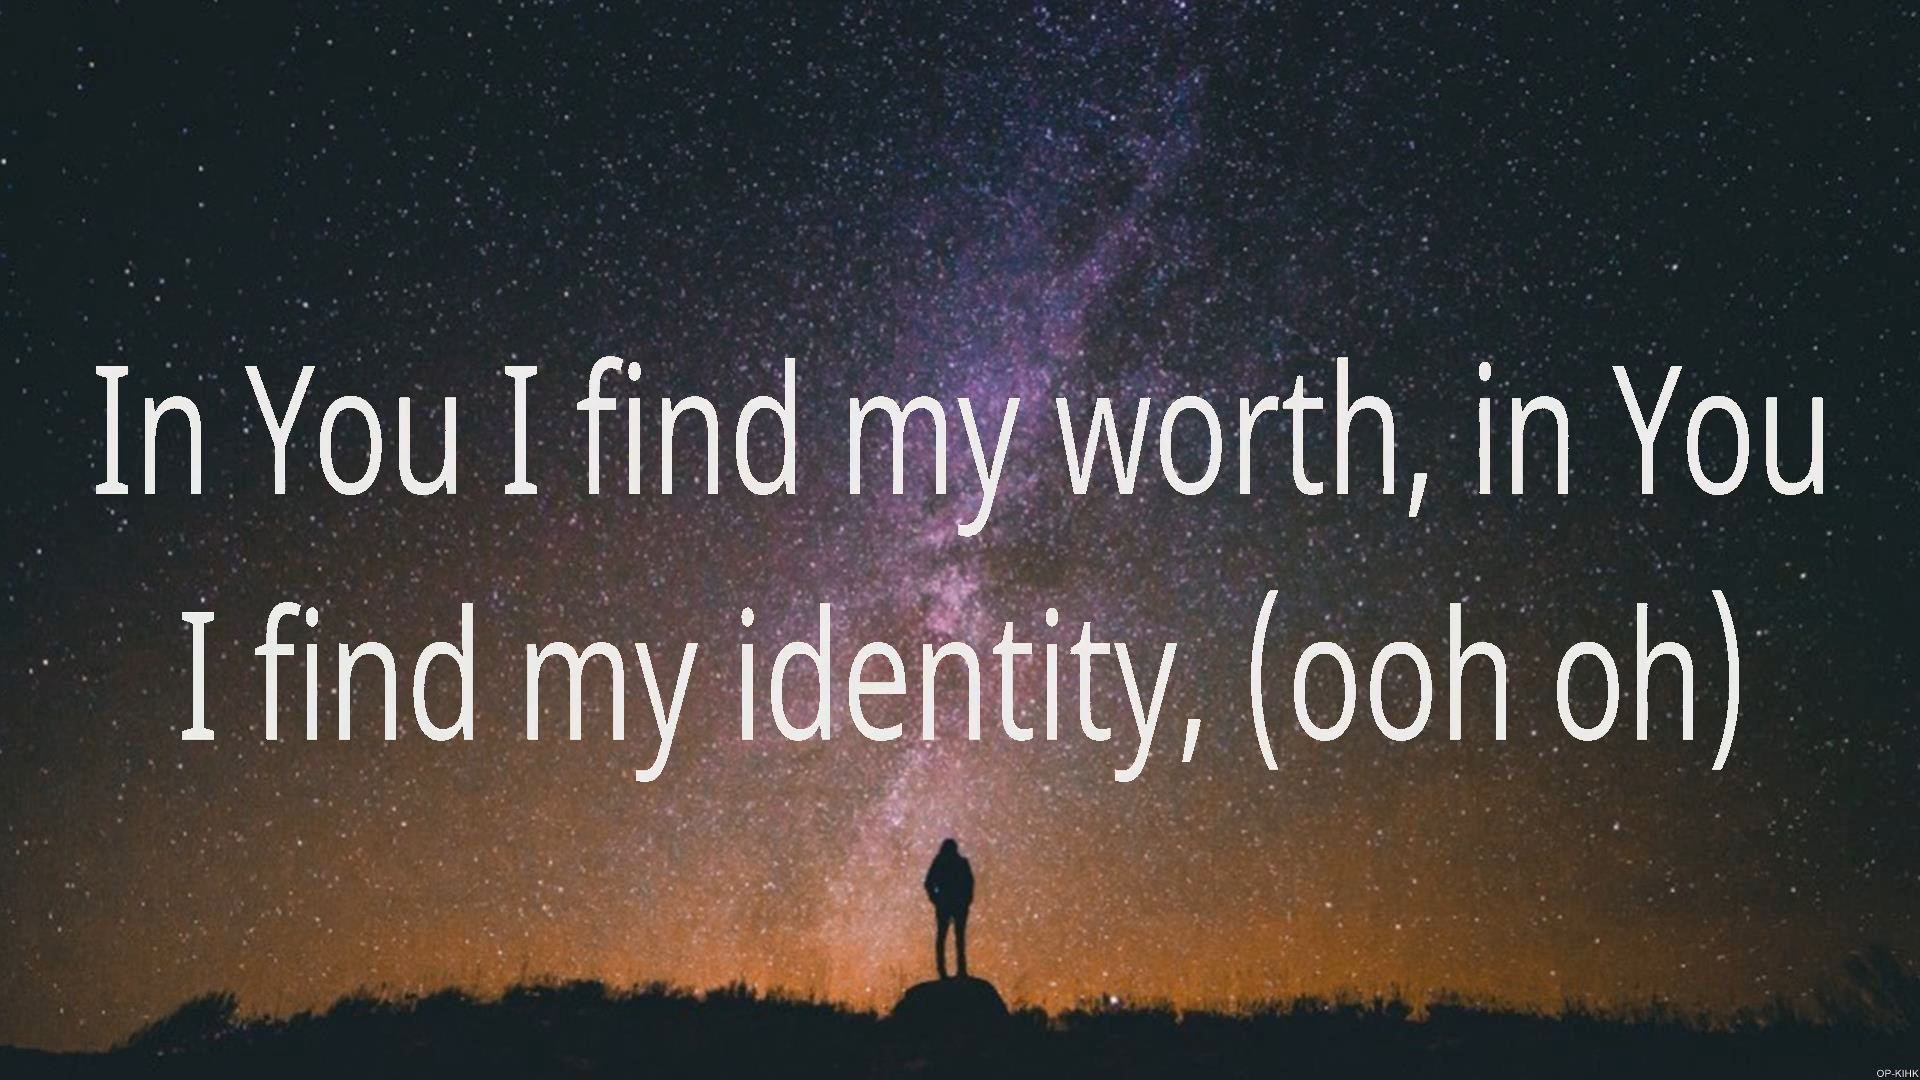 In You I find my worth, in You
I find my identity, (ooh oh)
OP-KIHK